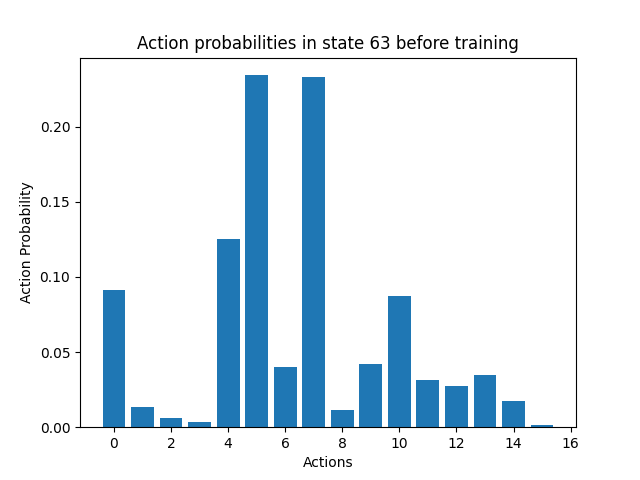 Action probabilities in state 63 before training
Action Probability
0.20
0.15
0.10
0.05
0.00
0 2 4 6 8 10 12 14 16
Actions